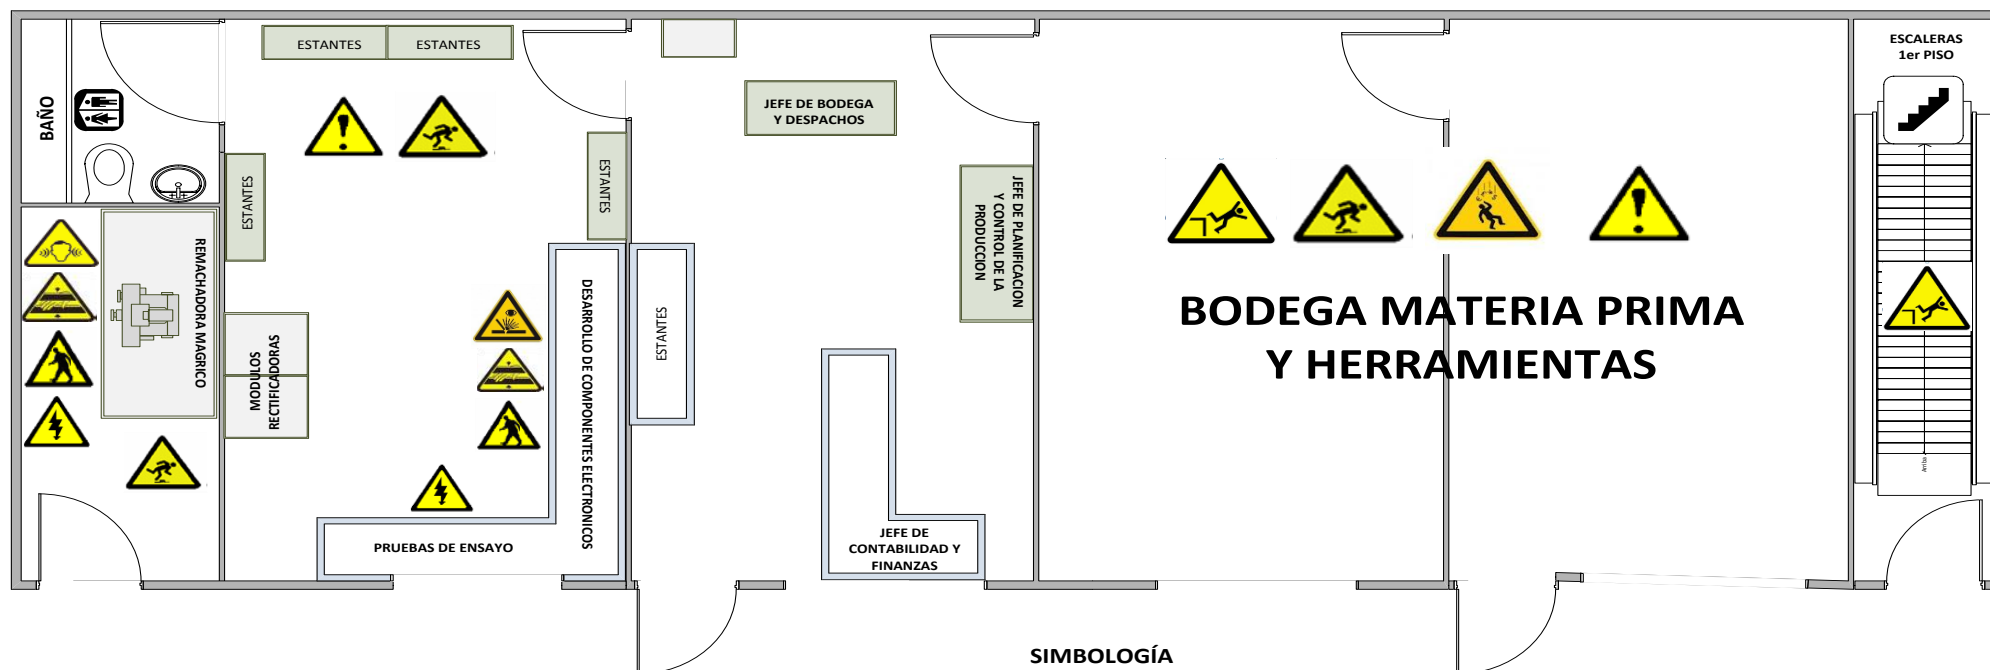 ESTANTES
ESTANTES
ESCALERAS
1er PISO
BAÑO
JEFE DE BODEGA
Y DESPACHOS
ESTANTES
ESTANTES
JEFE DE PLANIFICACION
Y CONTROL DE LA
PRODUCCION
REMACHADORA MAGRICO
MODULOS
RECTIFICADORAS
DESARROLLO DE COMPONENTES ELECTRONICOS
ESTANTES
BODEGA MATERIA PRIMA
Y HERRAMIENTAS
Arriba
PRUEBAS DE ENSAYO
JEFE DE
CONTABILIDAD Y
FINANZAS
SIMBOLOGÍA